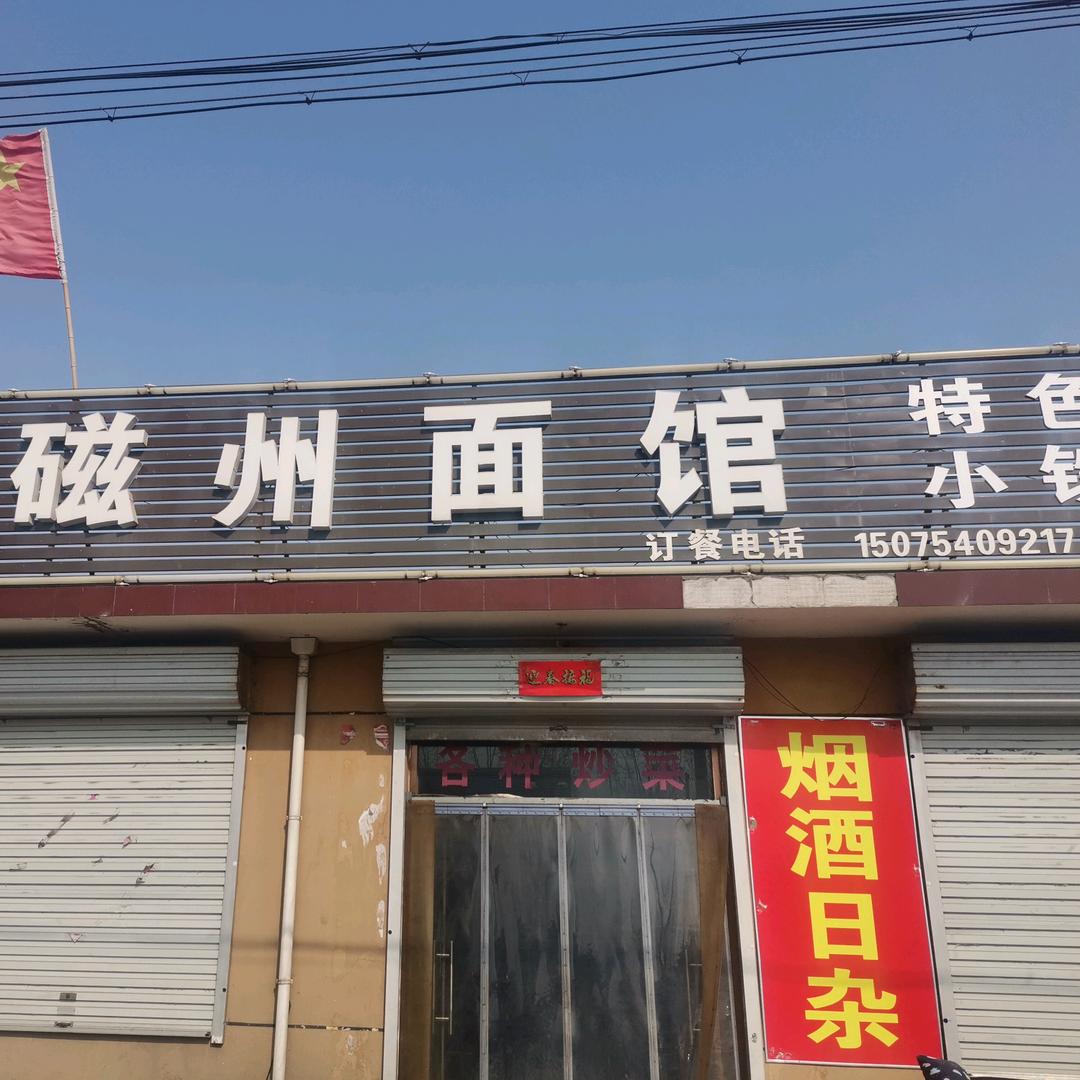 磁州面馆
特色
小
订餐电话 15075409217
迎春接福
各种炒菜
烟酒日杂